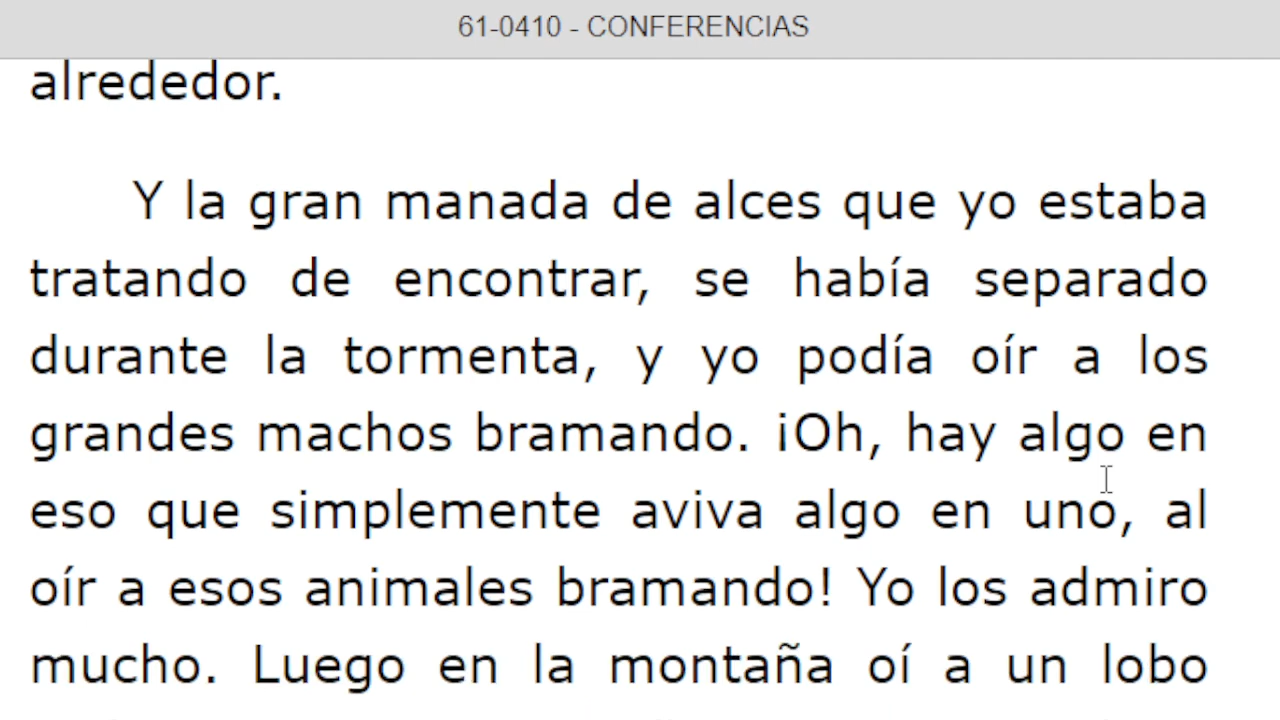 61-0410 - CONFERENCIAS
alrededor.
Y la gran manada de alces que yo estaba
tratando de encontrar, se había separado
durante la tormenta, y yo podía oír a los
grandes machos bramando. ¡Oh, hay algo en
eso que simplemente aviva algo en uno, al
oír a esos animales bramando! Yo los admiro
mucho. Luego en la montaña oí a un lobo